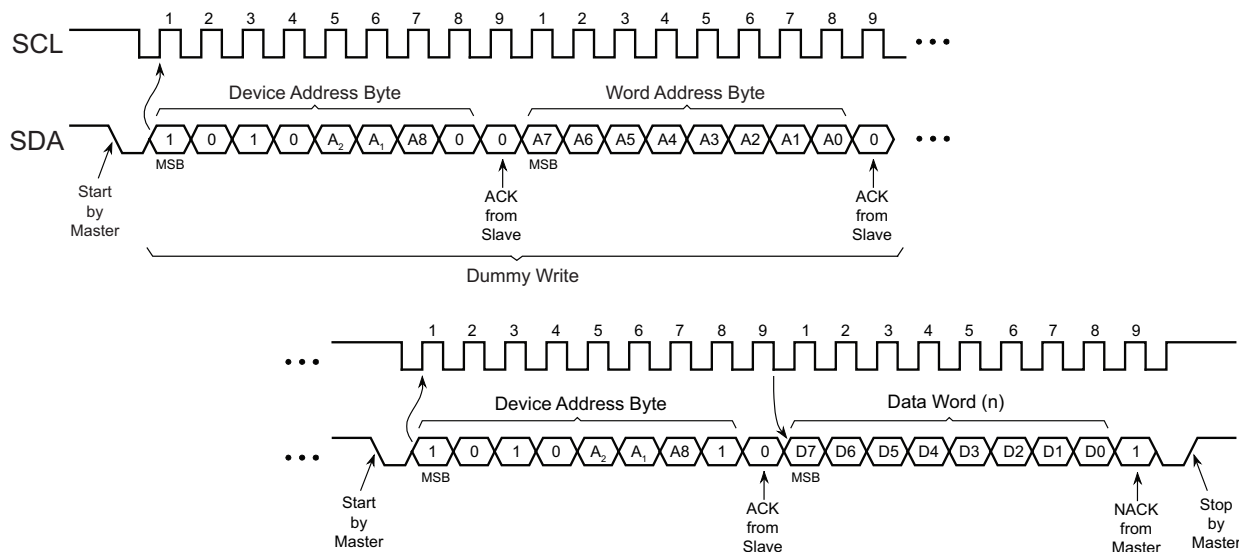 1 2 3 4 5 6 7 8 9 1 2 3 4 5 6 7 8 9
SCL
Device Address Byte Word Address Byte
SDA 1 0 1 0 A₂ A₁ A8 0 0 A7 A6 A5 A4 A3 A2 A1 A0 0
MSB MSB
Start
by
Master
ACK
from
Slave
ACK
from
Slave
Dummy Write
1 2 3 4 5 6 7 8 9 1 2 3 4 5 6 7 8 9
Device Address Byte Data Word (n)
1 0 1 0 A₂ A₁ A8 1 0 D7 D6 D5 D4 D3 D2 D1 D0 1
MSB MSB
Start
by
Master
ACK
from
Slave
NACK
from
Master
Stop
by
Master